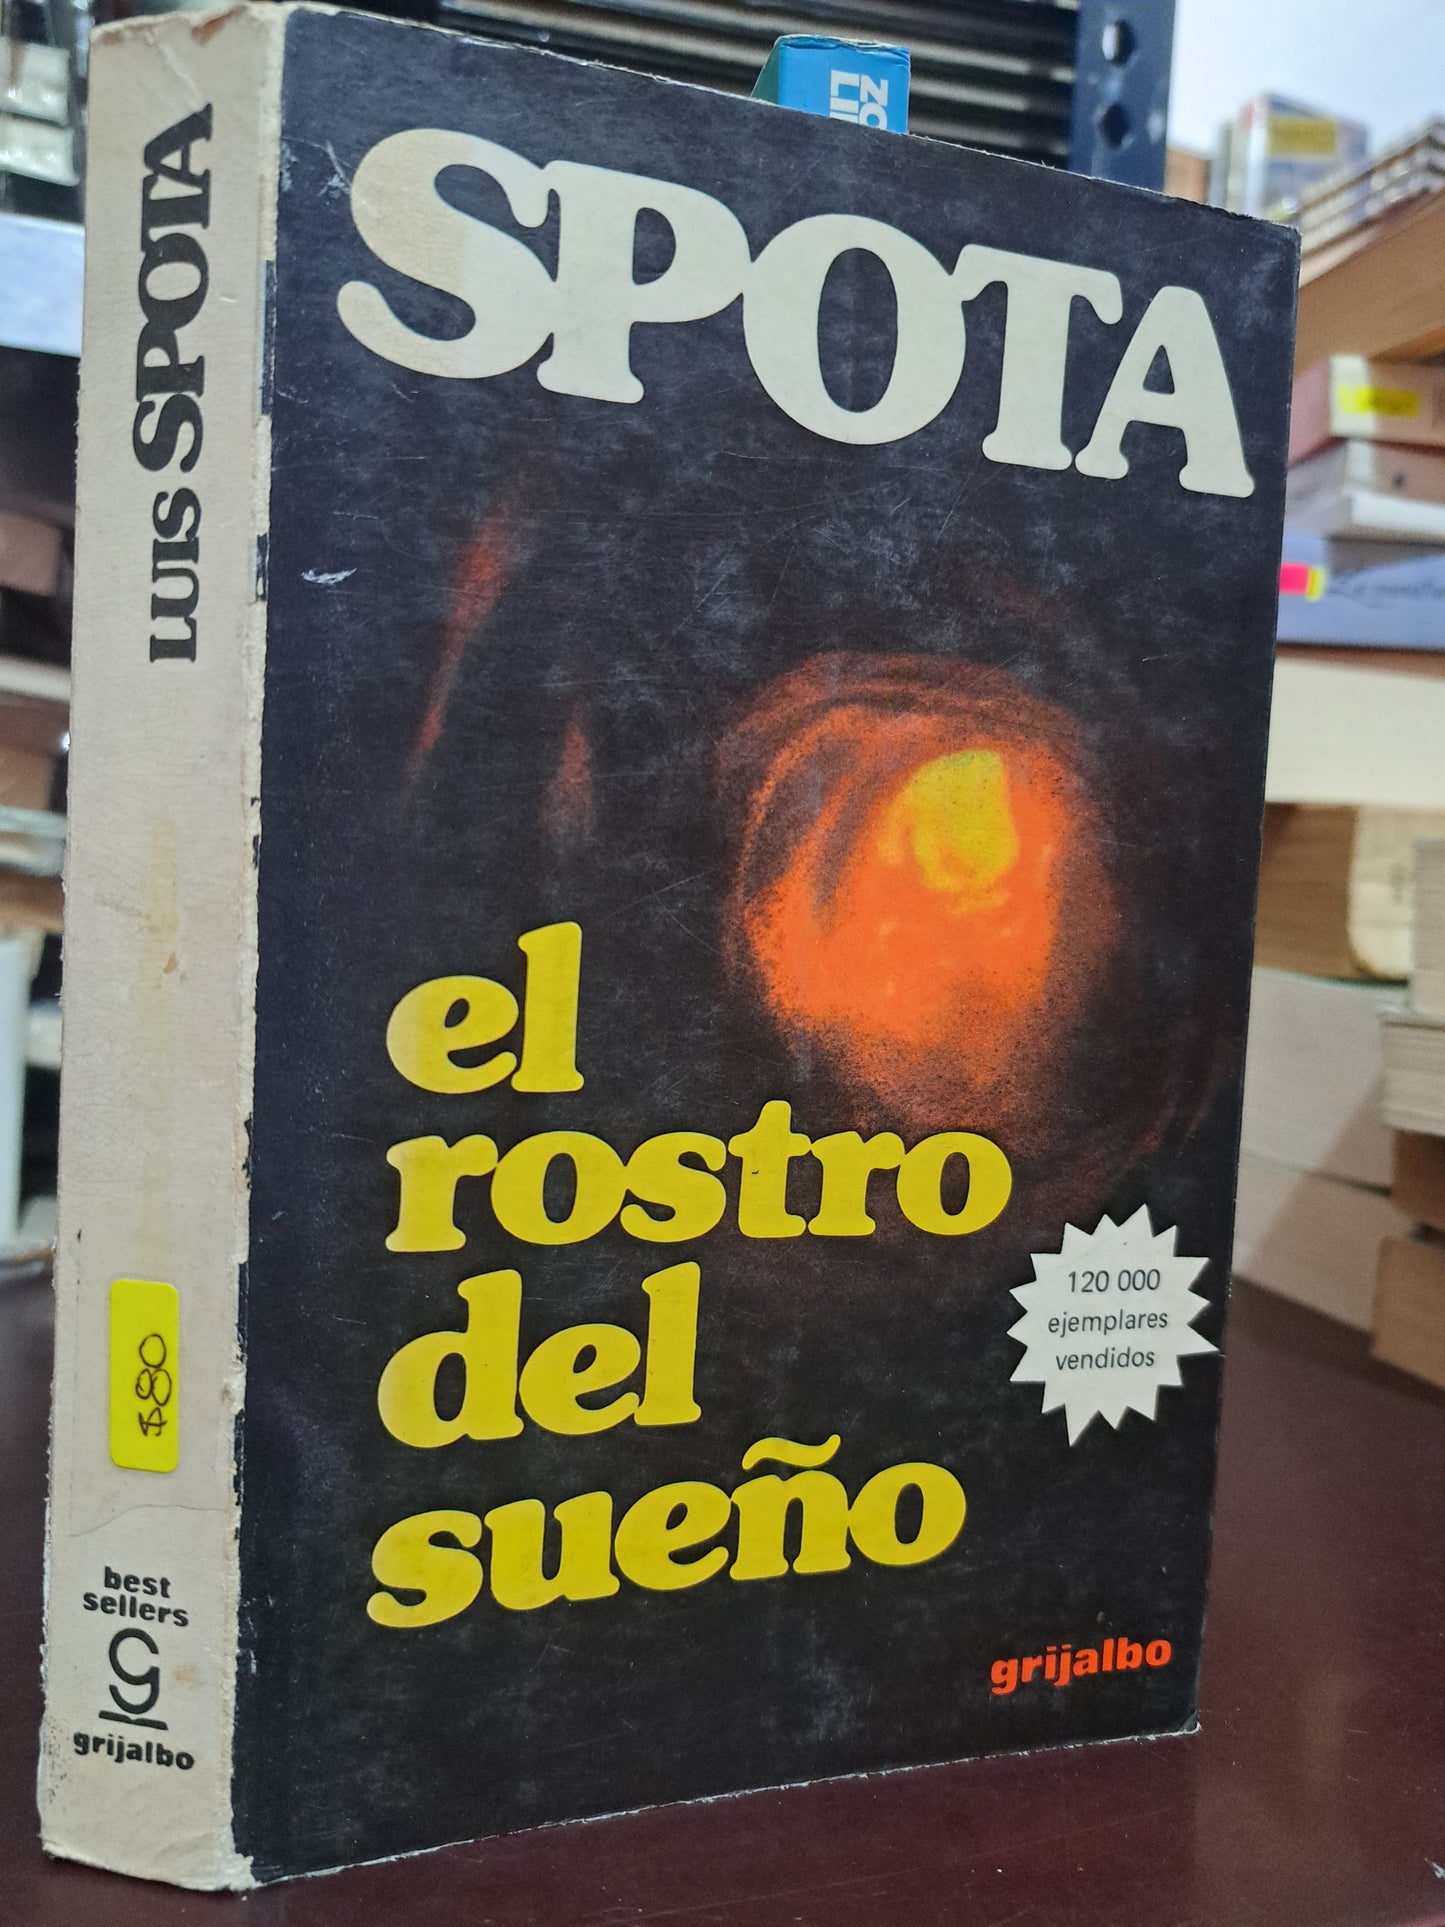 SPOTA
el
rostro
del
sueño
120 000
ejemplares
vendidos
grijalbo
LUIS SPOTA
$80
best
sellers
grijalbo